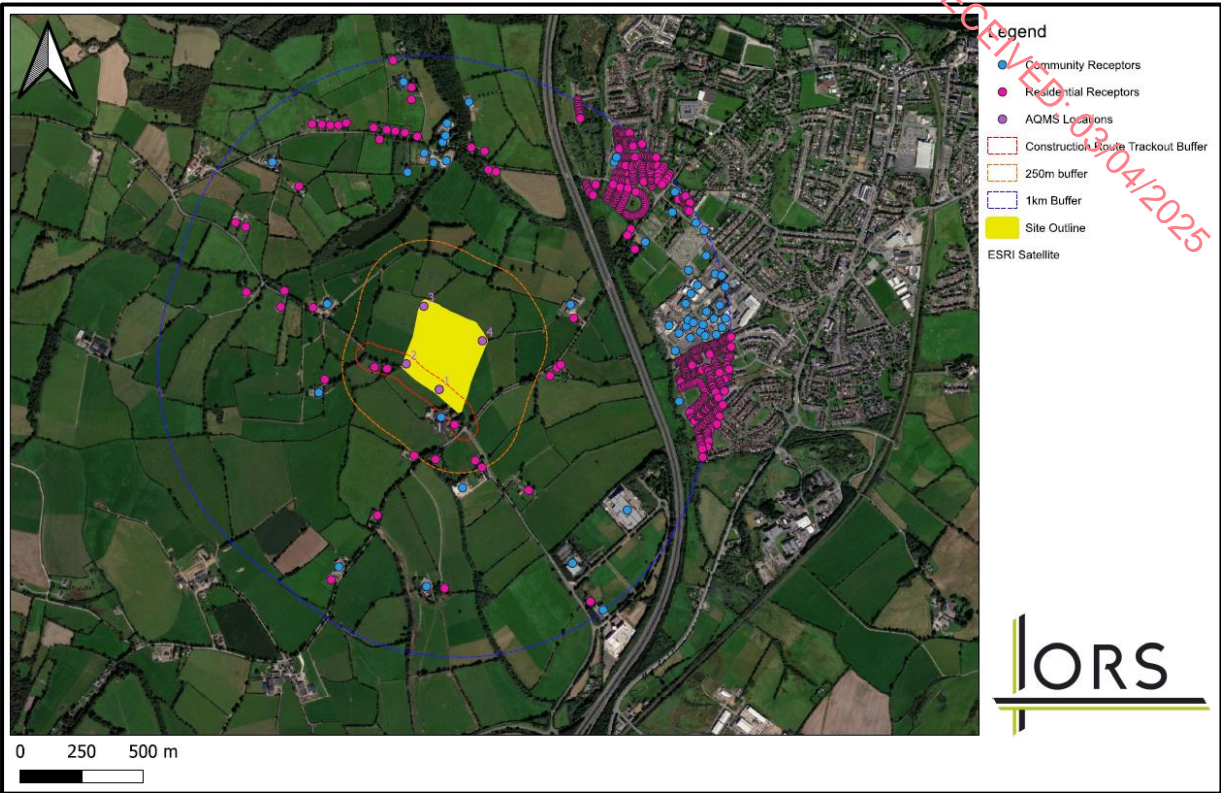 RECEIVED: 03/04/2025
Legend
Community Receptors
Residential Receptors
AQMS Locations
Construction Route Trackout Buffer
250m buffer
1km Buffer
Site Outline
ESRI Satellite
3
4
2
1
ORS
0 250 500 m